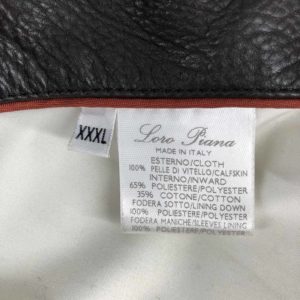 XXXL
Loro Piana
MADE IN ITALY
ESTERNO/CLOTH
100% PELLE DI VITELLO/CALFSKIN
INTERNO/INWARD
65% POLIESTERE/POLYESTER
35% COTONE/COTTON
FODERA SOTTO/LINING DOWN
100% POLIESTERE/POLYESTER
FODERA MANICHE/SLEEVES LINING
100% POLIESTERE/POLYESTER